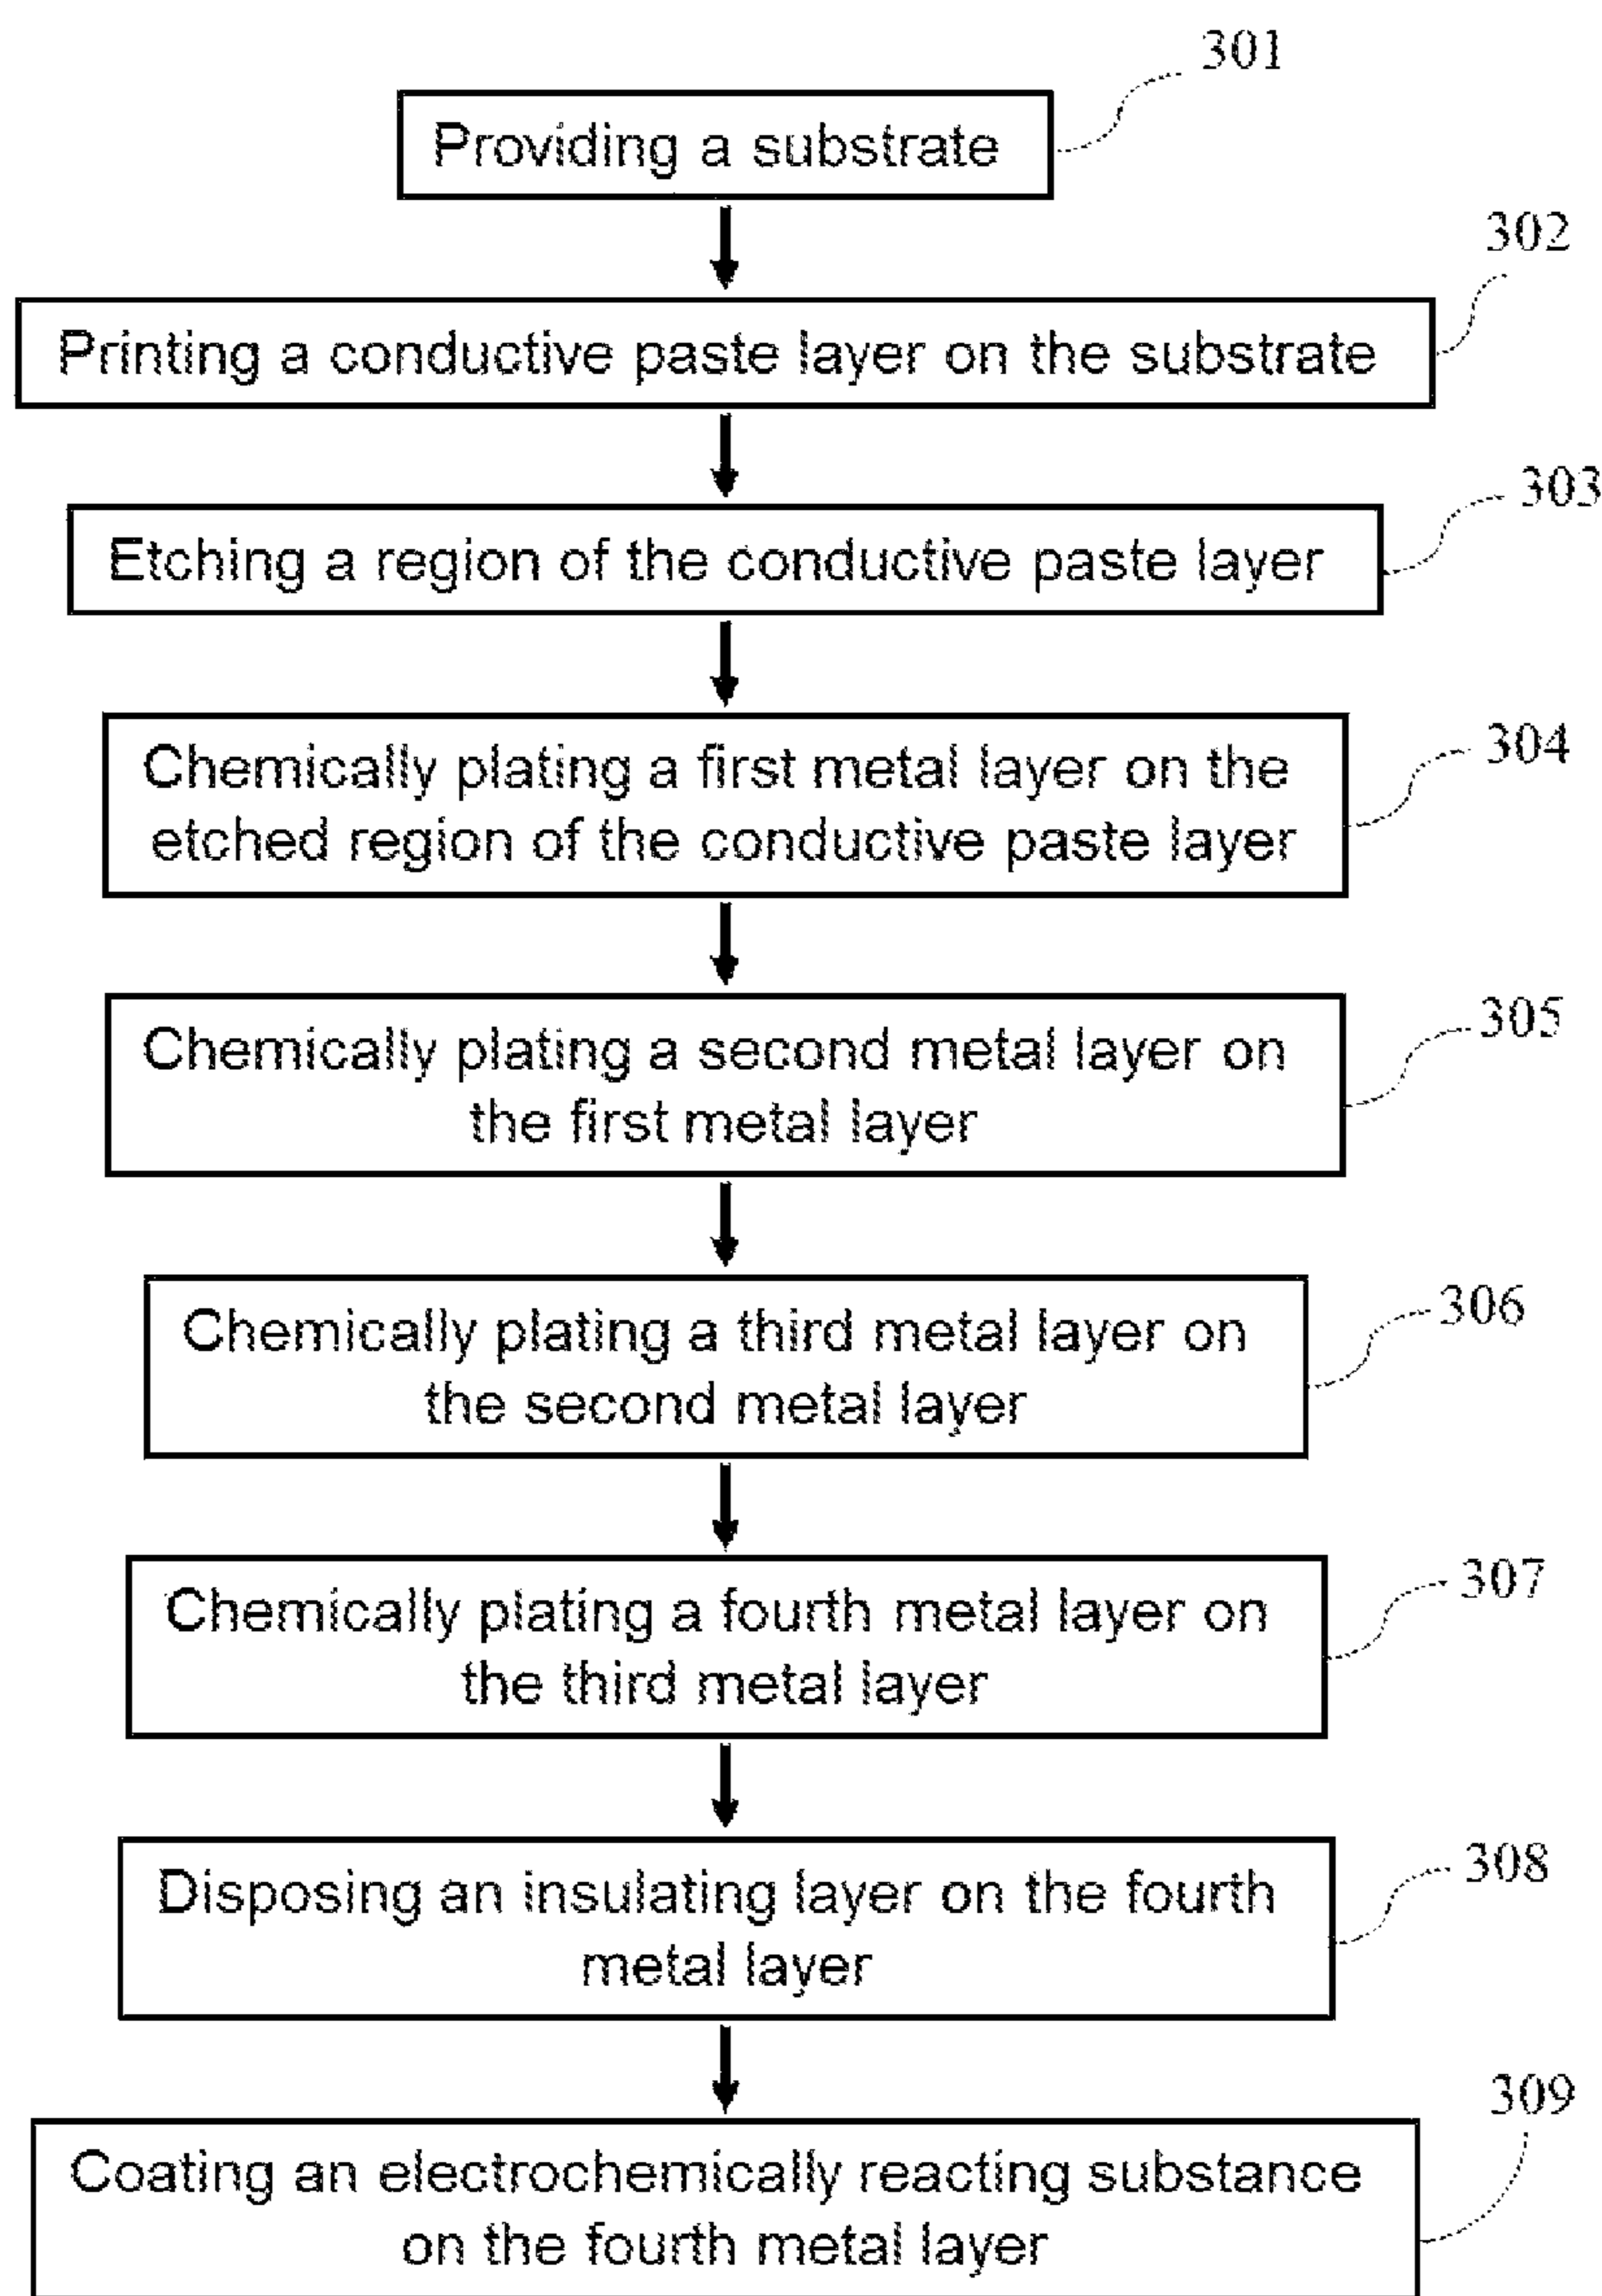 301
Providing a substrate
302
Printing a conductive paste layer on the substrate
303
Etching a region of the conductive paste layer
304
Chemically plating a first metal layer on the
etched region of the conductive paste layer
305
Chemically plating a second metal layer on
the first metal layer
306
Chemically plating a third metal layer on
the second metal layer
307
Chemically plating a fourth metal layer on
the third metal layer
308
Disposing an insulating layer on the fourth
metal layer
309
Coating an electrochemically reacting substance
on the fourth metal layer